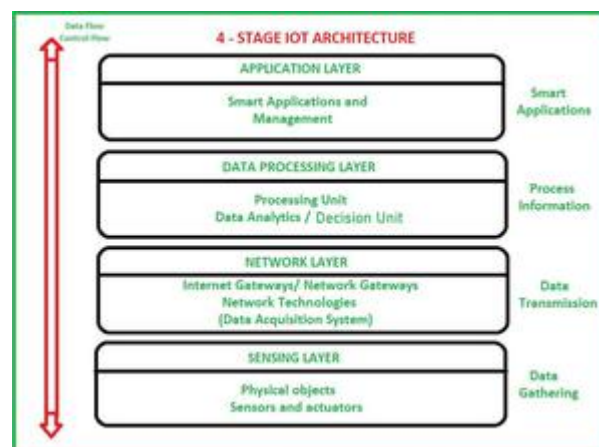 Data Flow
Control Flow
4 - STAGE IOT ARCHITECTURE
APPLICATION LAYER
Smart Applications and
Management
Smart
Applications
DATA PROCESSING LAYER
Processing Unit
Data Analytics / Decision Unit
Process
Information
NETWORK LAYER
Internet Gateways/ Network Gateways
Network Technologies
(Data Acquisition System)
Data
Transmission
SENSING LAYER
Physical objects
Sensors and actuators
Data
Gathering